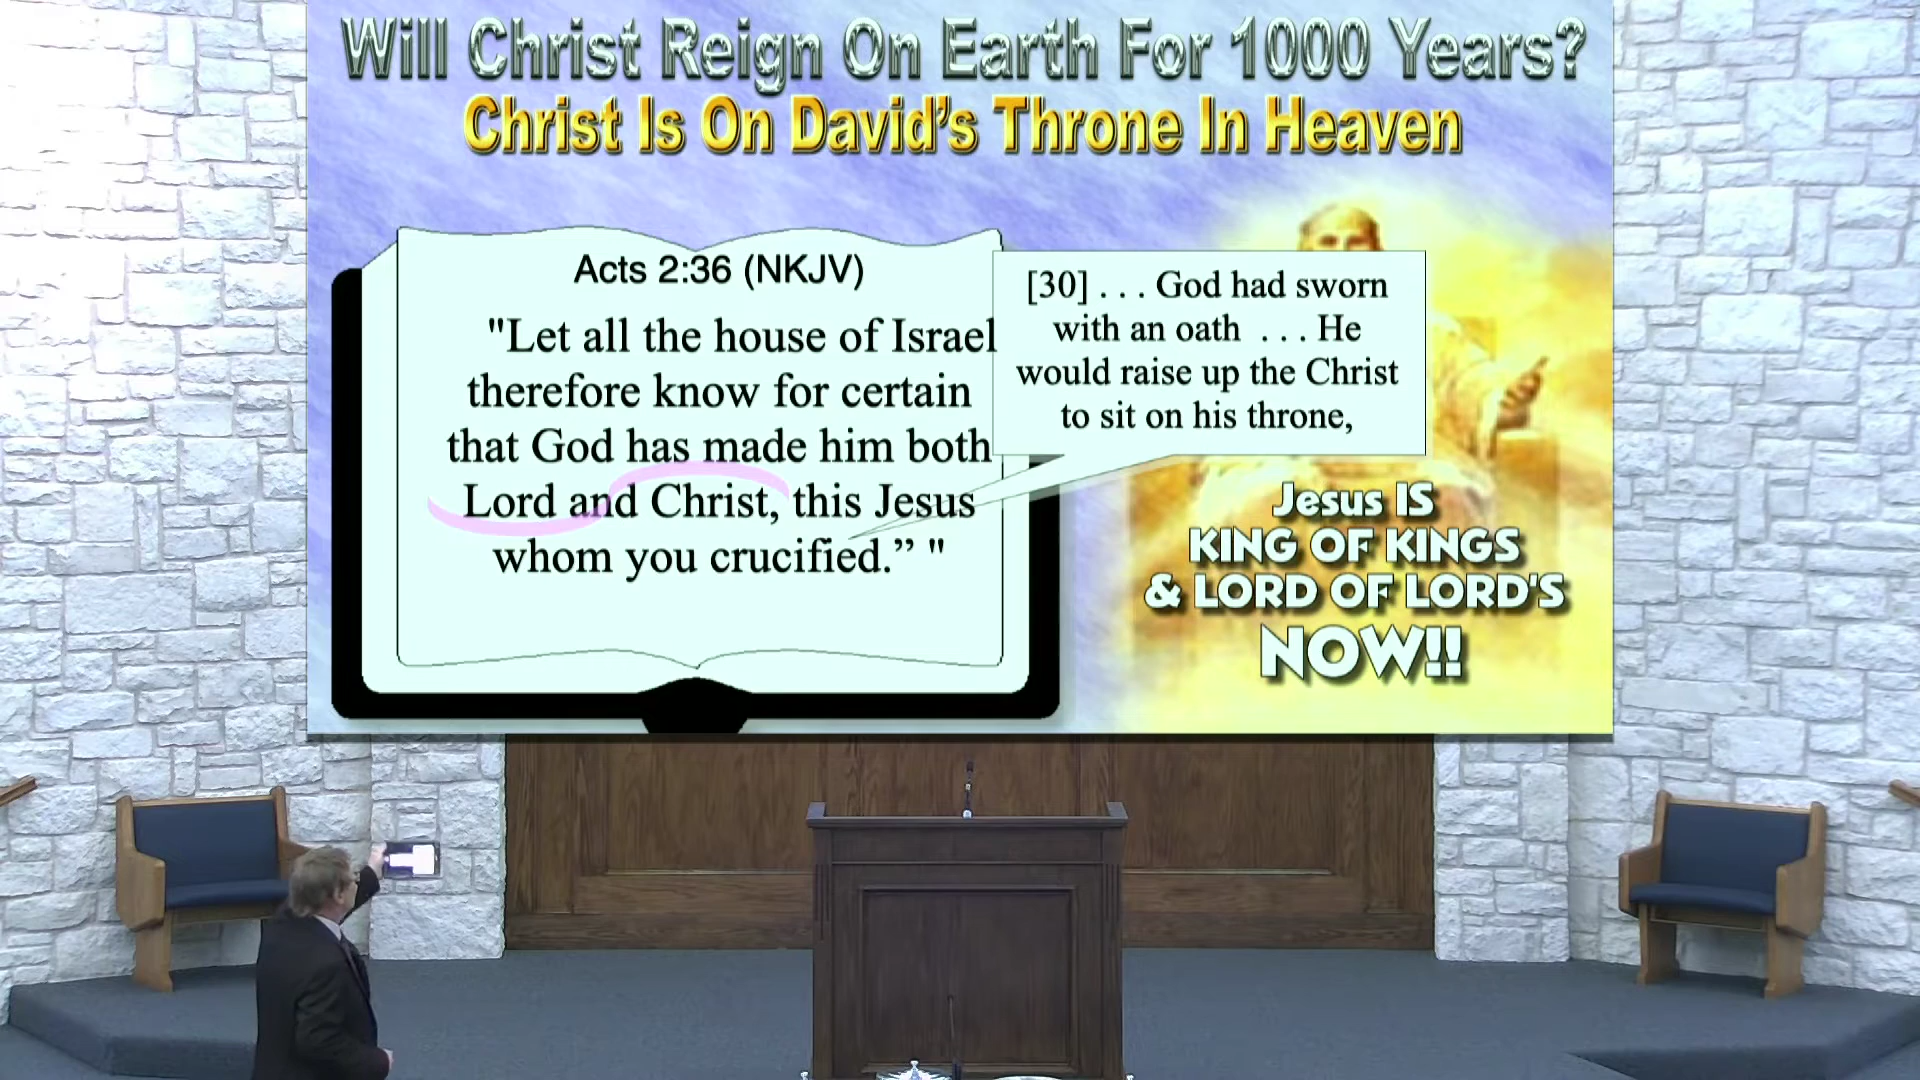 Will Christ Reign On Earth For 1000 Years?
Christ Is On David's Throne In Heaven
Acts 2:36 (NKJV)
"Let all the house of Israel
therefore know for certain
that God has made him both
Lord and Christ, this Jesus
whom you crucified.” "
[30] . . . God had sworn
with an oath . . . He
would raise up the Christ
to sit on his throne,
Jesus IS
KING OF KINGS
& LORD OF LORD'S
NOW!!